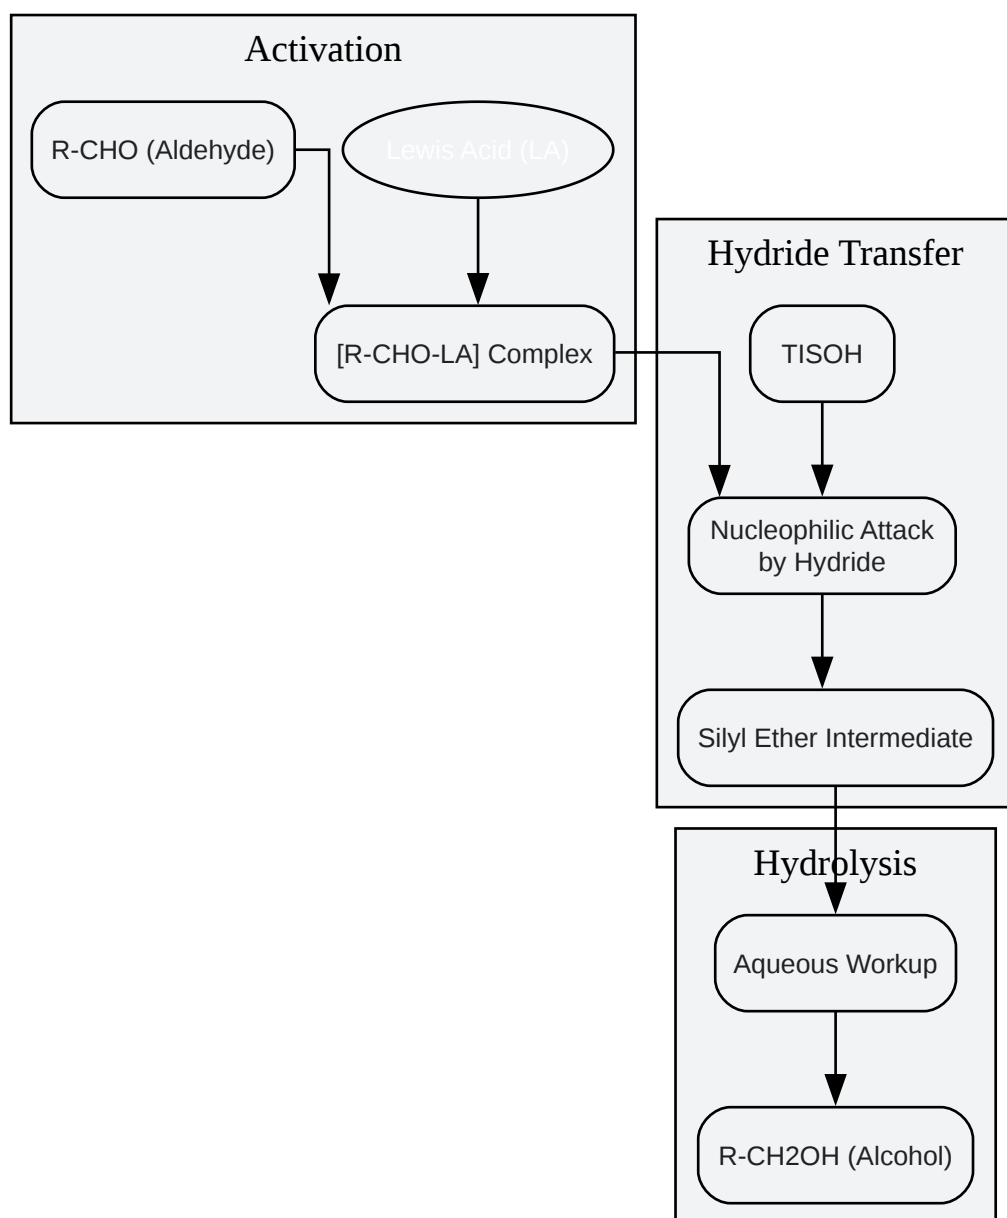 Activation
R-CHO (Aldehyde)
Lewis Acid (LA)
[R-CHO-LA] Complex
Hydride Transfer
TISOH
Nucleophilic Attack
by Hydride
Silyl Ether Intermediate
Hydrolysis
Aqueous Workup
R-CH2OH (Alcohol)